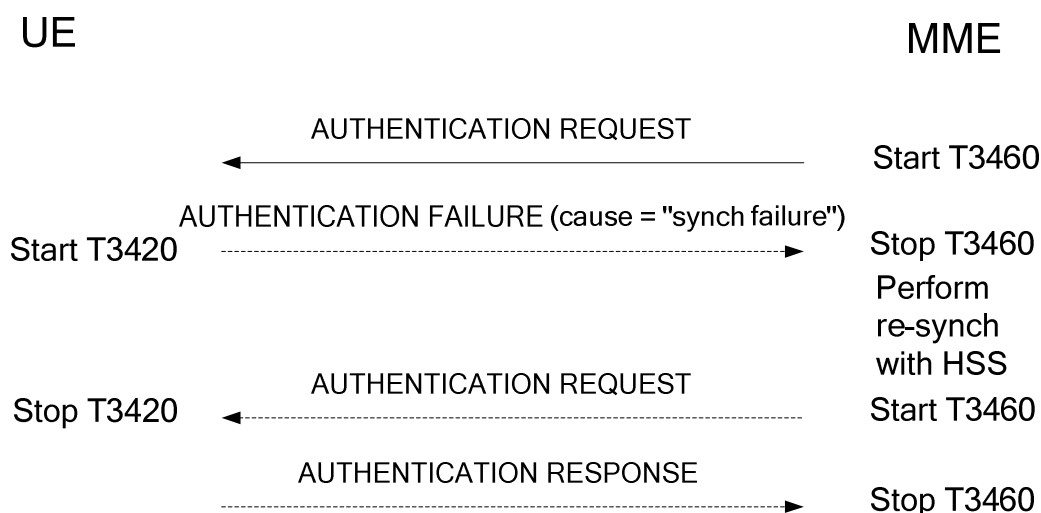 UE
MME
AUTHENTICATION REQUEST
Start T3460
AUTHENTICATION FAILURE (cause = "synch failure")
Start T3420
Stop T3460
Perform
re-synch
with HSS
AUTHENTICATION REQUEST
Stop T3420
Start T3460
AUTHENTICATION RESPONSE
Stop T3460